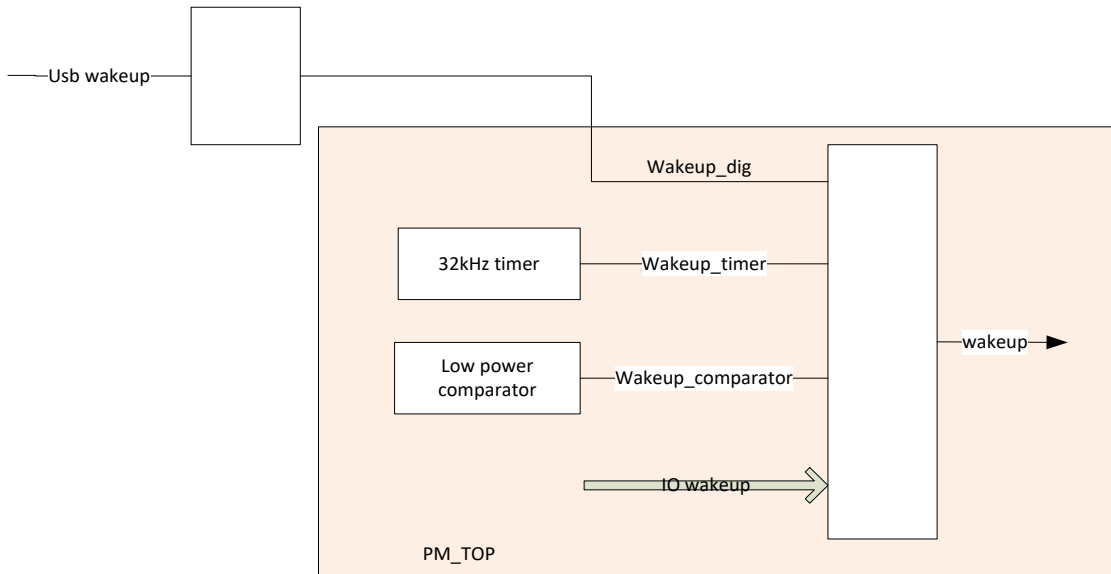 Usb wakeup
Wakeup_dig
32kHz timer
Wakeup_timer
wakeup
Low power
comparator
Wakeup_comparator
IO wakeup
PM_TOP